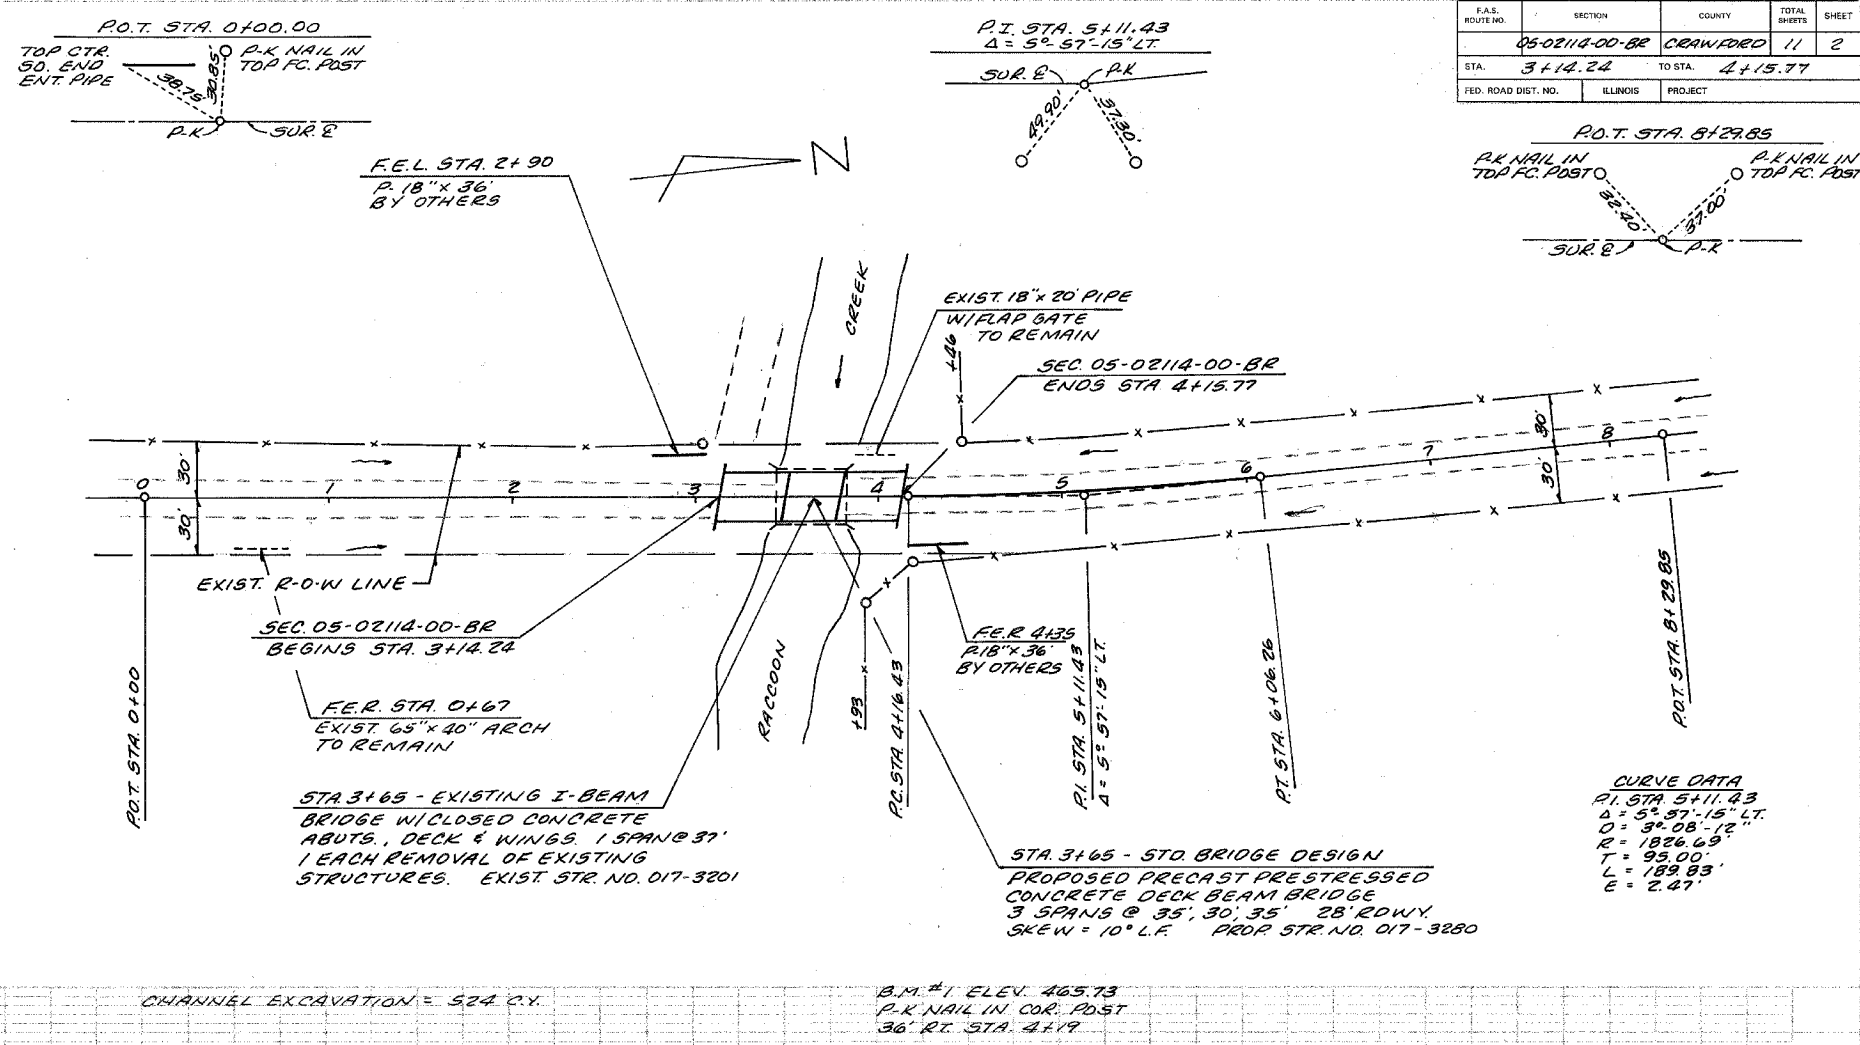 P.O.T. STA. 0+00.00
TOP CTR.
SO. END
ENT. PIPE
38.75'
30.85'
P-K NAIL IN
TOP FC. POST
P-K
SUR. ℄
P.I. STA. 5+11.43
Δ = 5°-57'-15" LT.
SUR. ℄
P-K
49.90'
37.30'
F.A.S.
ROUTE NO.
SECTION
COUNTY
TOTAL
SHEETS
SHEET
05-02114-00-BR
CRAWFORD
11
2
STA. 3+14.24 TO STA. 4+15.77
FED. ROAD DIST. NO.
ILLINOIS
PROJECT
P.O.T. STA. 8+29.85
P-K NAIL IN
TOP FC. POST
P-K NAIL IN
TOP FC. POST
32.40'
37.00'
SUR. ℄
P-K
N
F.E.L. STA. 2+90
P. 18"x 36'
BY OTHERS
CREEK
EXIST. 18"x 20' PIPE
W/FLAP GATE
TO REMAIN
+46
SEC. 05-02114-00-BR
ENDS STA 4+15.77
30'
30'
0
1
2
3
4
5
6
7
8
30'
30'
EXIST. R-O-W LINE
SEC. 05-02114-00-BR
BEGINS STA. 3+14.24
F.E.R. STA. 0+67
EXIST. 65"x 40" ARCH
TO REMAIN
P.O.T. STA. 0+00
RACCOON
+93
P.C. STA. 4+16.43
F.E.R. 4+35
P.18"x 36'
BY OTHERS
P.I. STA. 5+11.43
Δ = 5°-57'-15" LT.
P.T. STA. 6+06.26
P.O.T. STA. 8+29.85
STA. 3+65 - EXISTING I-BEAM
BRIDGE W/CLOSED CONCRETE
ABUTS., DECK & WINGS. 1 SPAN @ 37'
1 EACH REMOVAL OF EXISTING
STRUCTURES. EXIST. STR. NO. 017-3201
STA. 3+65 - STD. BRIDGE DESIGN
PROPOSED PRECAST PRESTRESSED
CONCRETE DECK BEAM BRIDGE
3 SPANS @ 35', 30', 35' 28' RDWY.
SKEW = 10° L.F. PROP. STR. NO. 017-3280
CURVE DATA
P.I. STA. 5+11.43
Δ = 5°-57'-15" LT.
D = 3°-08'-12"
R = 1826.69'
T = 95.00'
L = 189.83'
E = 2.47'
CHANNEL EXCAVATION = 524 C.Y.
B.M. #1 ELEV. 465.73
P-K NAIL IN COR. POST
36' RT. STA. 4+19